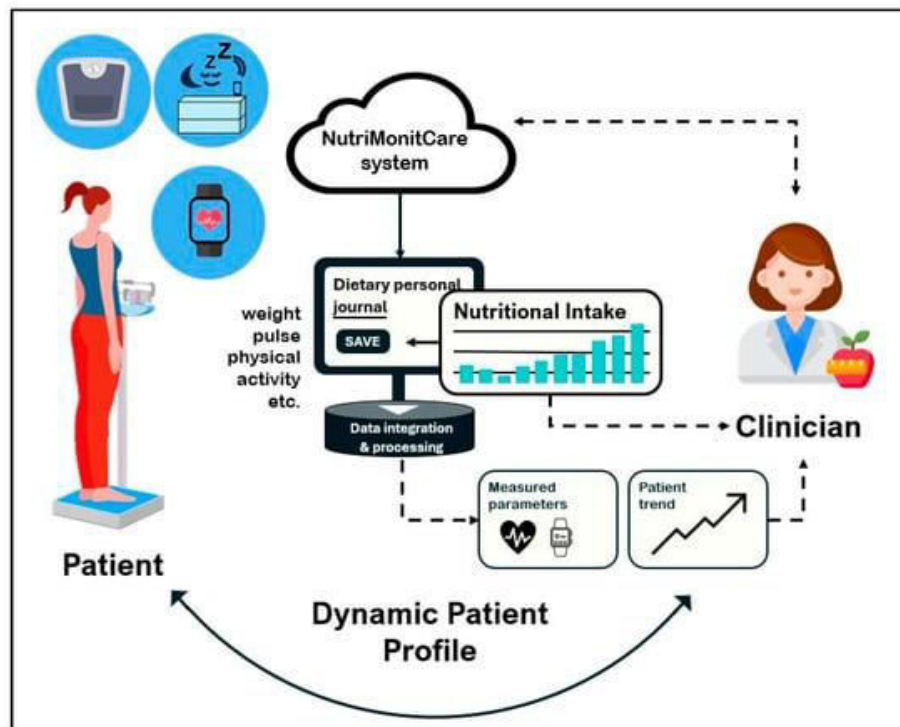 z Z Z
NutriMonitCare
system
Dietary personal
journal
SAVE
Nutritional Intake
weight
pulse
physical
activity
etc.
Data integration
& processing
Clinician
Measured
parameters
Patient
trend
Patient
Dynamic Patient
Profile